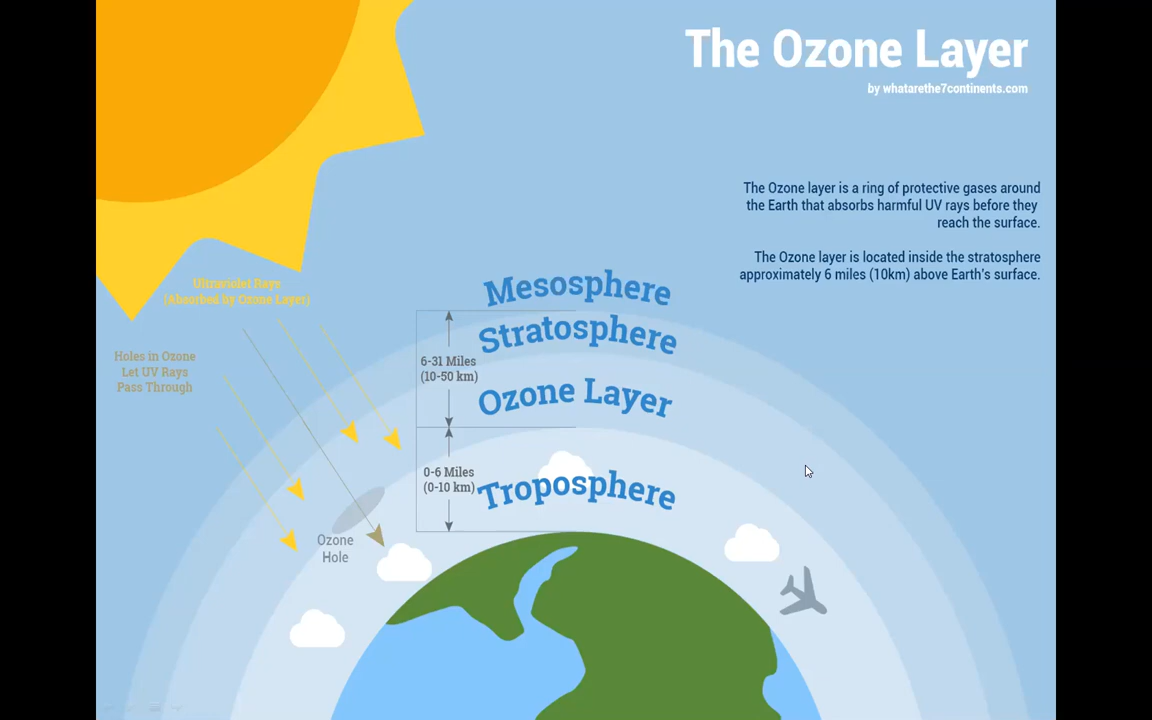 The Ozone Layer
by whatarethe7continents.com
The Ozone layer is a ring of protective gases around
the Earth that absorbs harmful UV rays before they
reach the surface.
The Ozone layer is located inside the stratosphere
approximately 6 miles (10km) above Earth's surface.
Ultraviolet Rays
(Absorbed by Ozone Layer)
Holes in Ozone
Let UV Rays
Pass Through
Mesosphere
Stratosphere
6-31 Miles
(10-50 km)
Ozone Layer
0-6 Miles
(0-10 km)
Troposphere
Ozone
Hole